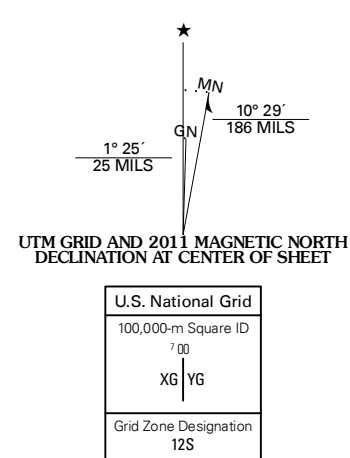 ★
MN
GN
10° 29´
186 MILS
1° 25´
25 MILS
UTM GRID AND 2011 MAGNETIC NORTH
DECLINATION AT CENTER OF SHEET
U.S. National Grid
100,000-m Square ID
7 00
XG YG
Grid Zone Designation
12S